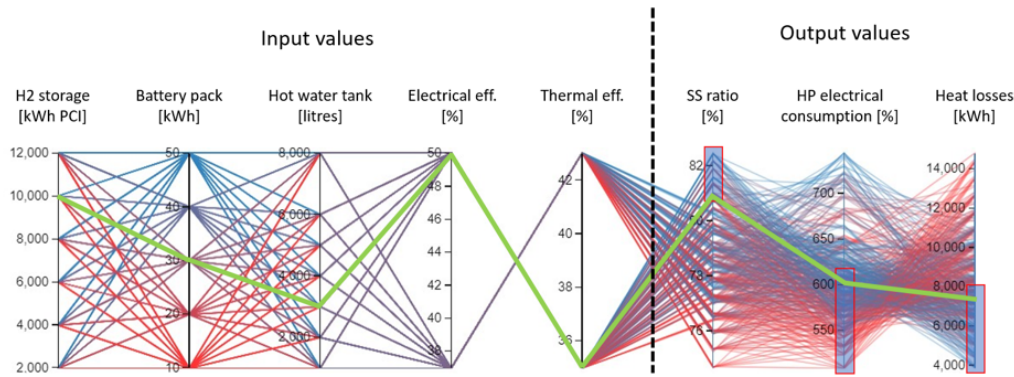 Input values
Output values
H2 storage
[kWh PCI]
Battery pack
[kWh]
Hot water tank
[litres]
Electrical eff.
[%]
Thermal eff.
[%]
SS ratio
[%]
HP electrical
consumption [%]
Heat losses
[kWh]
12,000
10,000
8,000
6,000
4,000
2,000
50
40
30
20
10
8,000
6,000
4,000
2,000
50
48
46
44
42
40
38
42
40
38
36
82
76
700
650
600
550
14,000
12,000
10,000
8,000
6,000
4,000